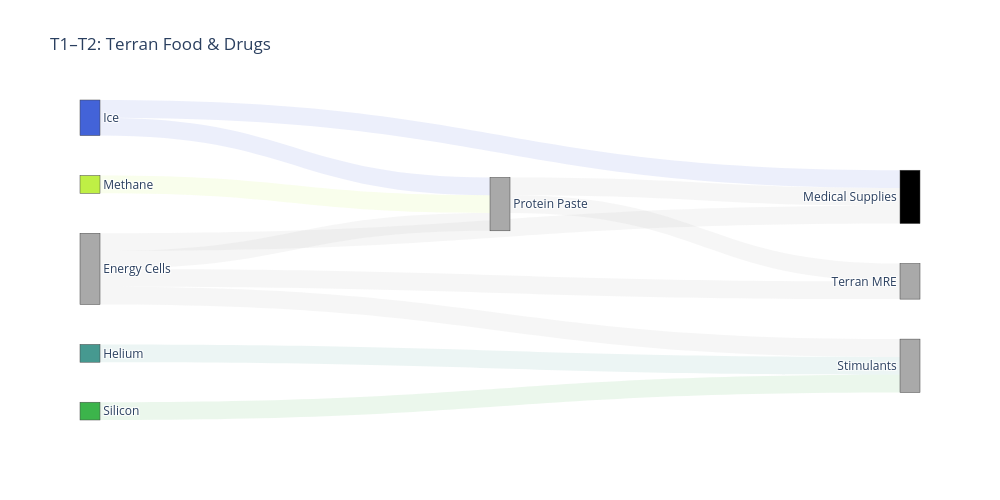 T1–T2: Terran Food & Drugs
Ice
Methane
Energy Cells
Helium
Silicon
Protein Paste
Medical Supplies
Terran MRE
Stimulants